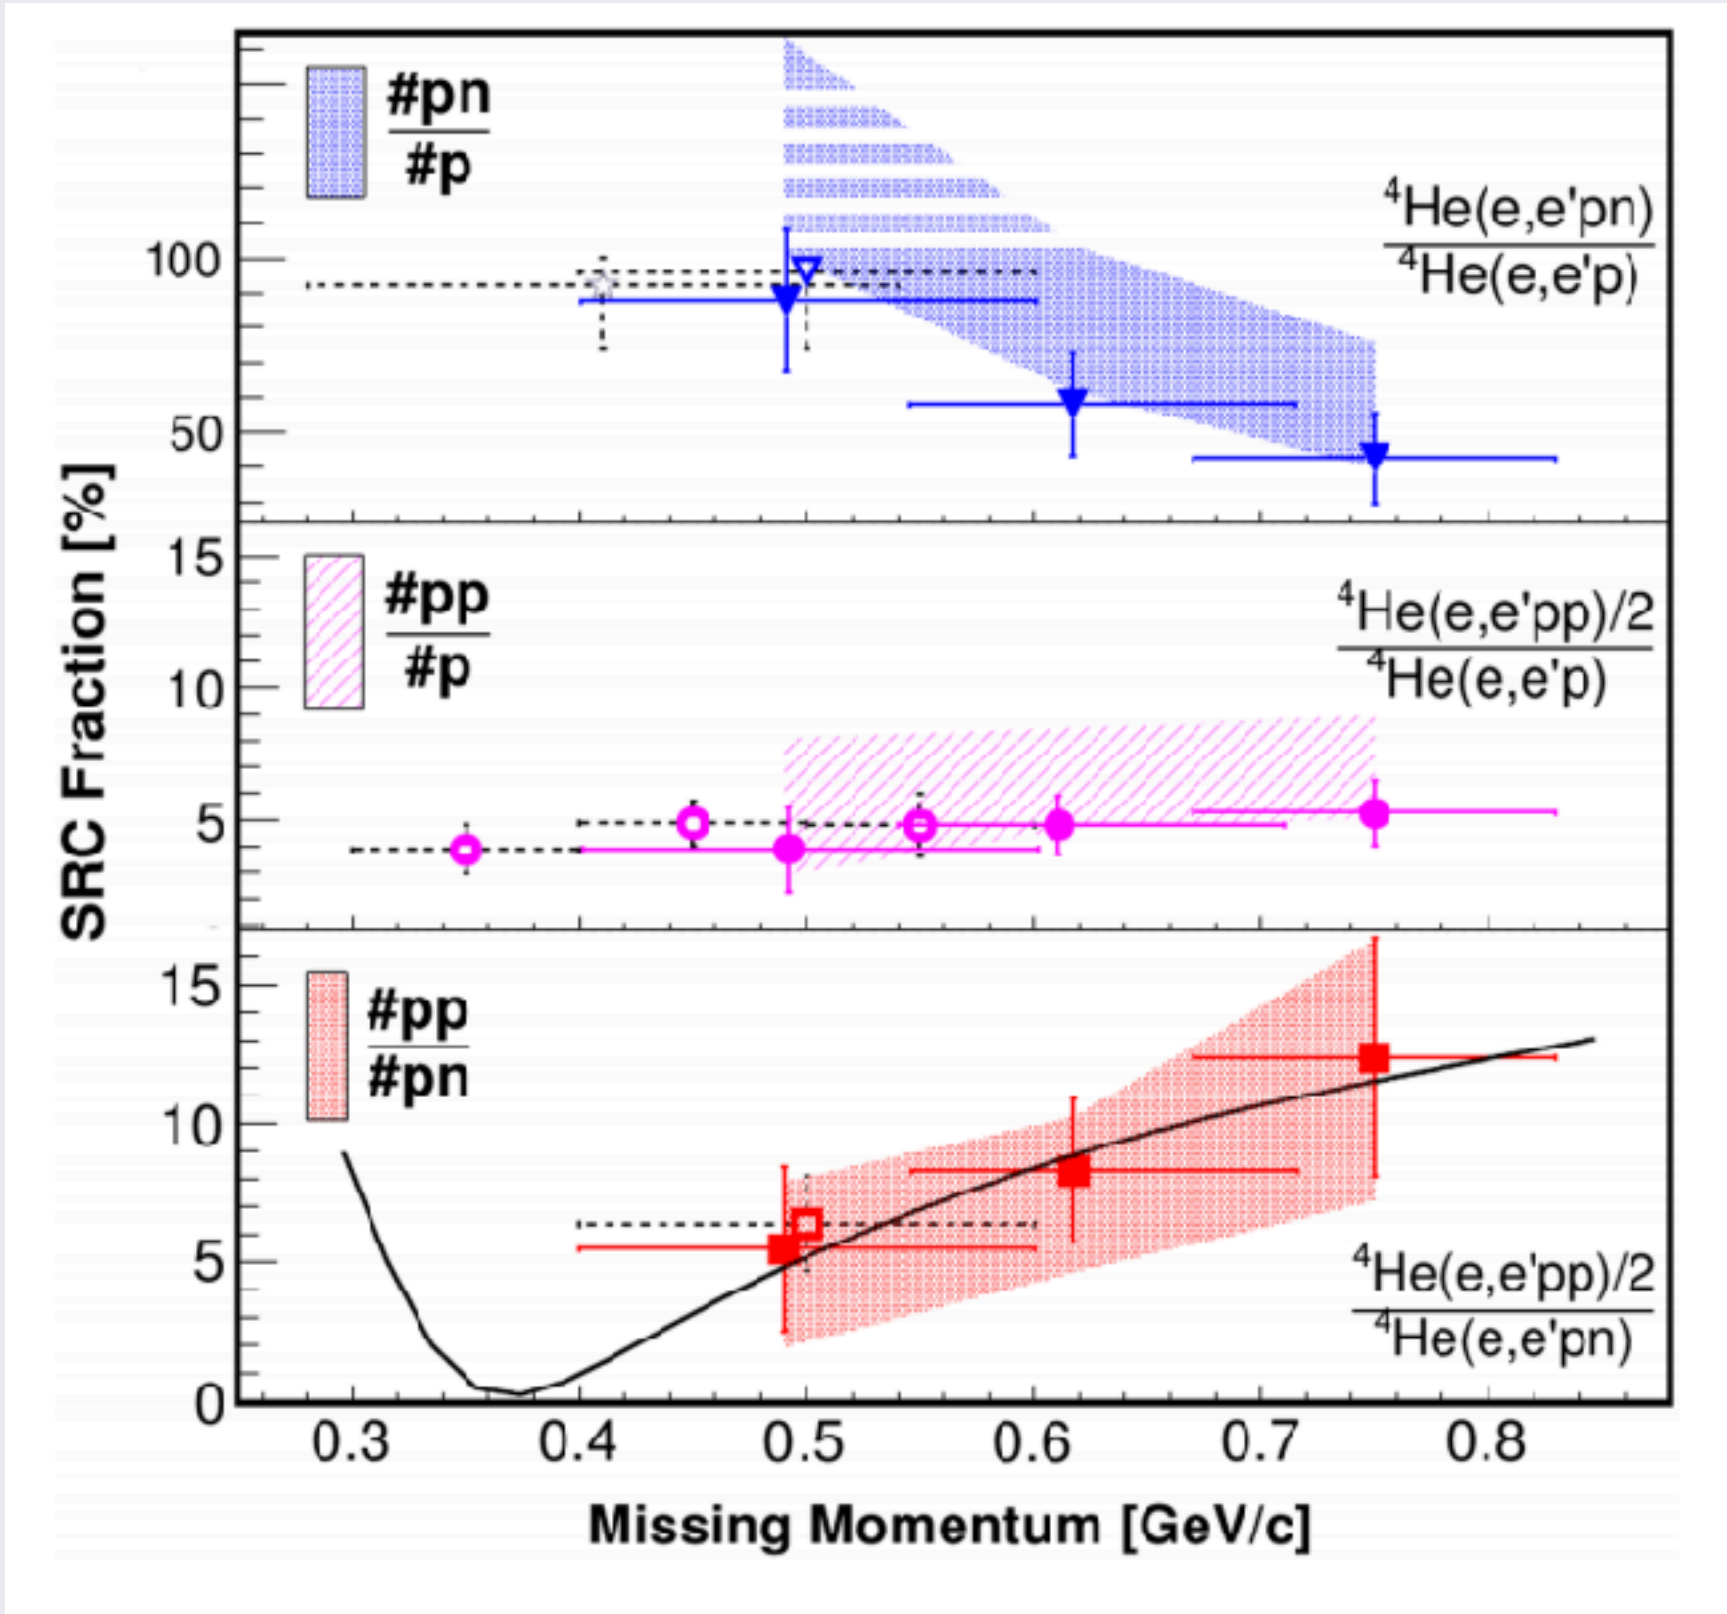 #pn
#p
⁴He(e,e'pn)
⁴He(e,e'p)
100
50
SRC Fraction [%]
15
#pp
#p
⁴He(e,e'pp)/2
⁴He(e,e'p)
10
5
15
#pp
#pn
10
5
⁴He(e,e'pp)/2
⁴He(e,e'pn)
0
0.3 0.4 0.5 0.6 0.7 0.8
Missing Momentum [GeV/c]